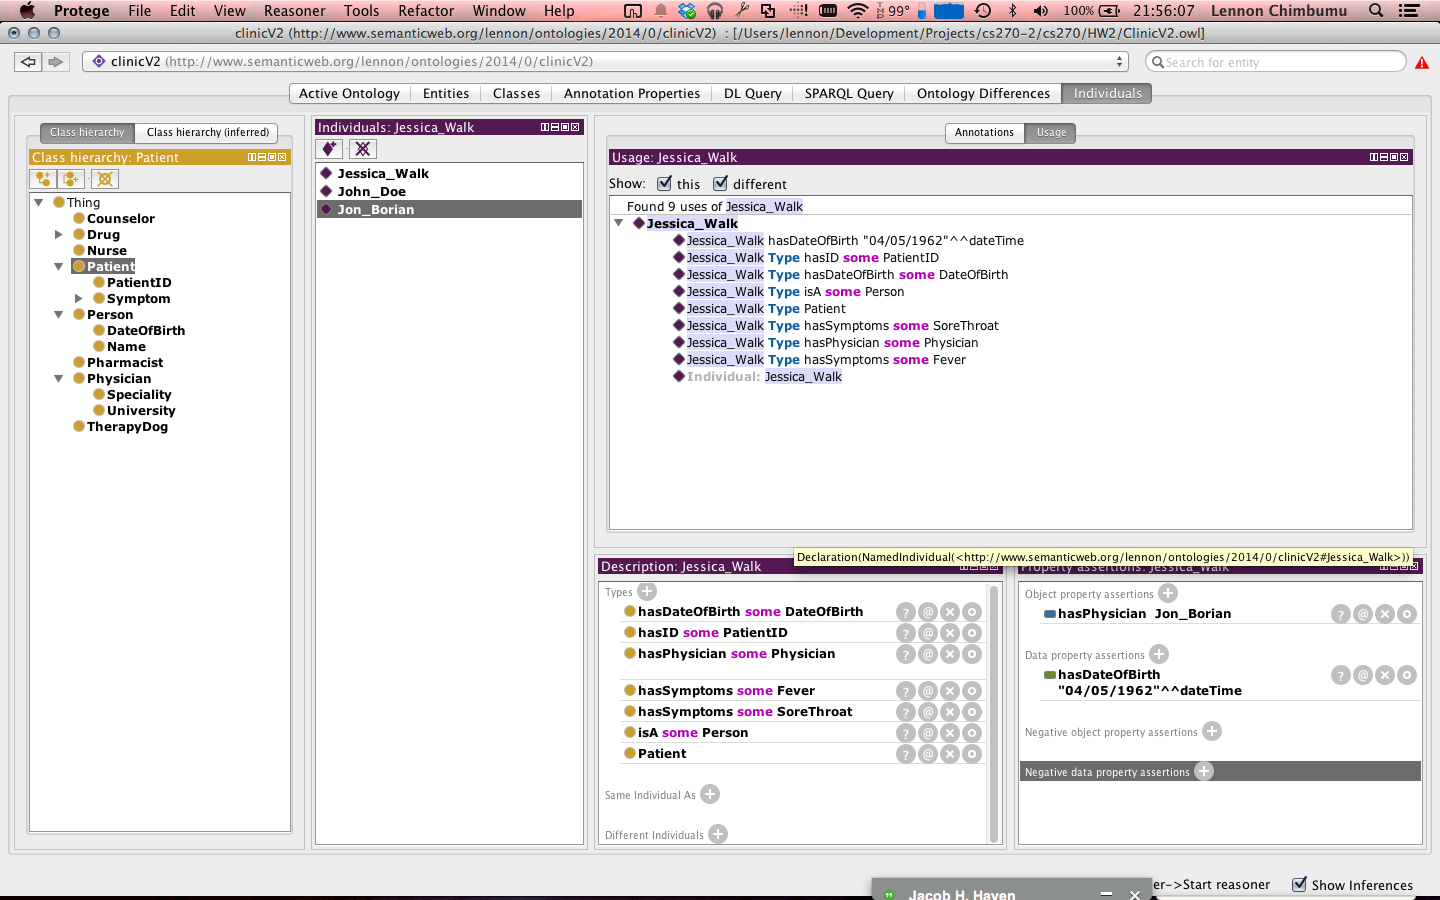 Protege File Edit View Reasoner Tools Refactor Window Help 99° 100% 21:56:07 Lennon Chimbumu
clinicV2 (http://www.semanticweb.org/lennon/ontologies/2014/0/clinicV2) : [/Users/lennon/Development/Projects/cs270-2/cs270/HW2/ClinicV2.owl]
clinicV2 (http://www.semanticweb.org/lennon/ontologies/2014/0/clinicV2)
Search for entity
Active Ontology Entities Classes Annotation Properties DL Query SPARQL Query Ontology Differences Individuals
Class hierarchy Class hierarchy (inferred)
Class hierarchy: Patient
Thing
Counselor
Drug
Nurse
Patient
PatientID
Symptom
Person
DateOfBirth
Name
Pharmacist
Physician
Speciality
University
TherapyDog
Individuals: Jessica_Walk
Jessica_Walk
John_Doe
Jon_Borian
Annotations Usage
Usage: Jessica_Walk
Show: this different
Found 9 uses of Jessica_Walk
Jessica_Walk
Jessica_Walk hasDateOfBirth "04/05/1962"^^dateTime
Jessica_Walk Type hasID some PatientID
Jessica_Walk Type hasDateOfBirth some DateOfBirth
Jessica_Walk Type isA some Person
Jessica_Walk Type Patient
Jessica_Walk Type hasSymptoms some SoreThroat
Jessica_Walk Type hasPhysician some Physician
Jessica_Walk Type hasSymptoms some Fever
Individual: Jessica_Walk
Declaration(NamedIndividual(<http://www.semanticweb.org/lennon/ontologies/2014/0/clinicV2#Jessica_Walk>))
Description: Jessica_Walk
Types
hasDateOfBirth some DateOfBirth
hasID some PatientID
hasPhysician some Physician
hasSymptoms some Fever
hasSymptoms some SoreThroat
isA some Person
Patient
Same Individual As
Different Individuals
Property assertions: Jessica_Walk
Object property assertions
hasPhysician Jon_Borian
Data property assertions
hasDateOfBirth
"04/05/1962"^^dateTime
Negative object property assertions
Negative data property assertions
Jacob H. Haven
er->Start reasoner Show Inferences